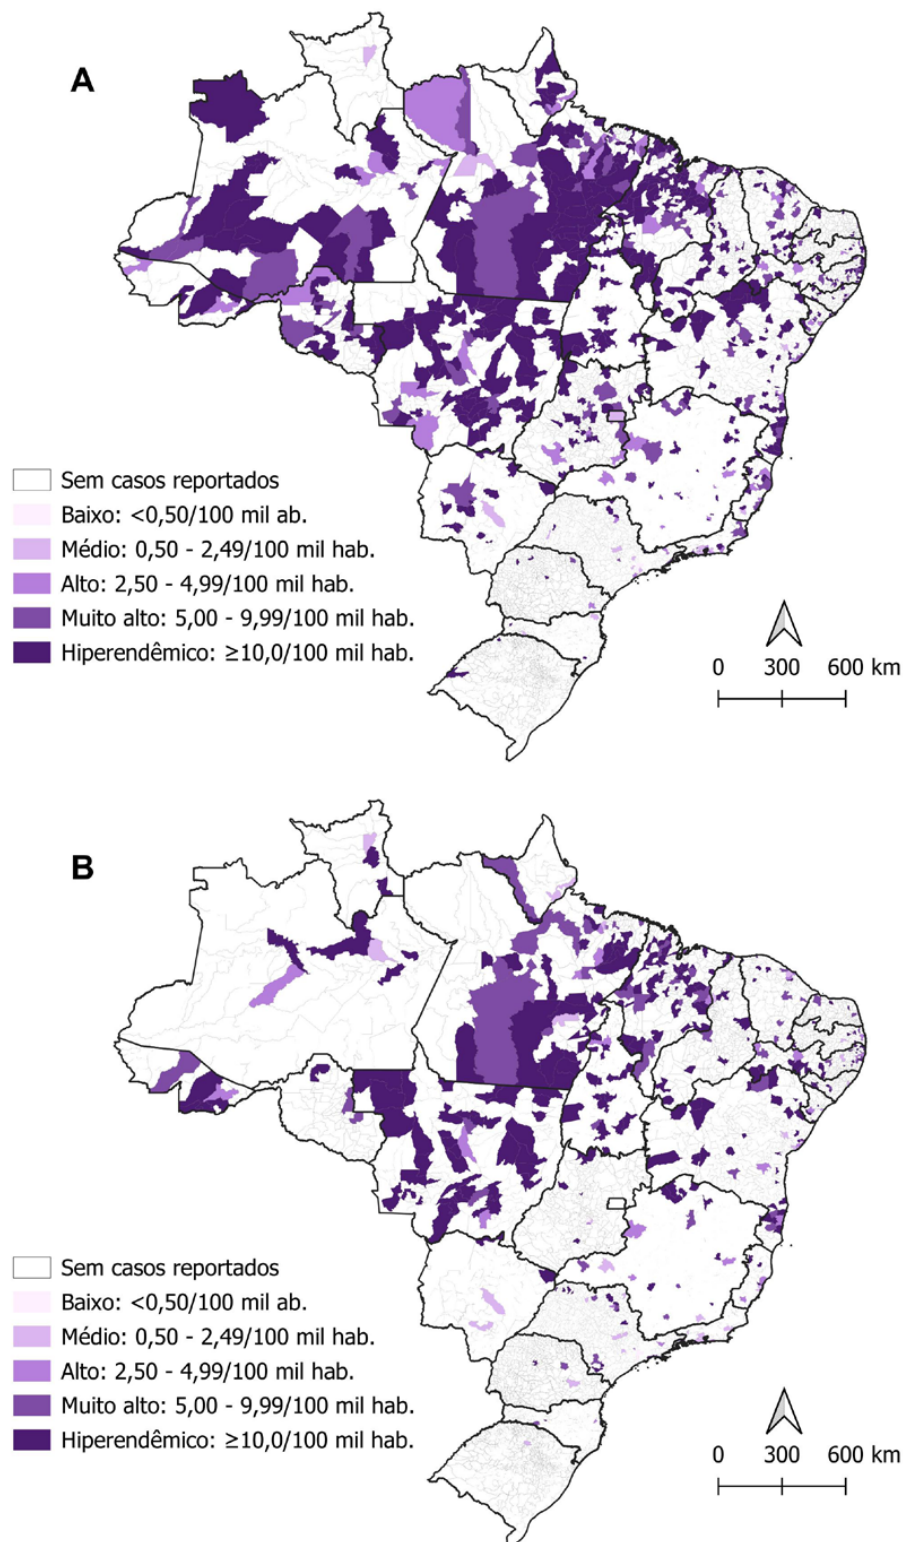 A
Sem casos reportados
Baixo: <0,50/100 mil ab.
Médio: 0,50 - 2,49/100 mil hab.
Alto: 2,50 - 4,99/100 mil hab.
Muito alto: 5,00 - 9,99/100 mil hab.
Hiperendêmico: ≥10,0/100 mil hab.
0 300 600 km
B
Sem casos reportados
Baixo: <0,50/100 mil ab.
Médio: 0,50 - 2,49/100 mil hab.
Alto: 2,50 - 4,99/100 mil hab.
Muito alto: 5,00 - 9,99/100 mil hab.
Hiperendêmico: ≥10,0/100 mil hab.
0 300 600 km